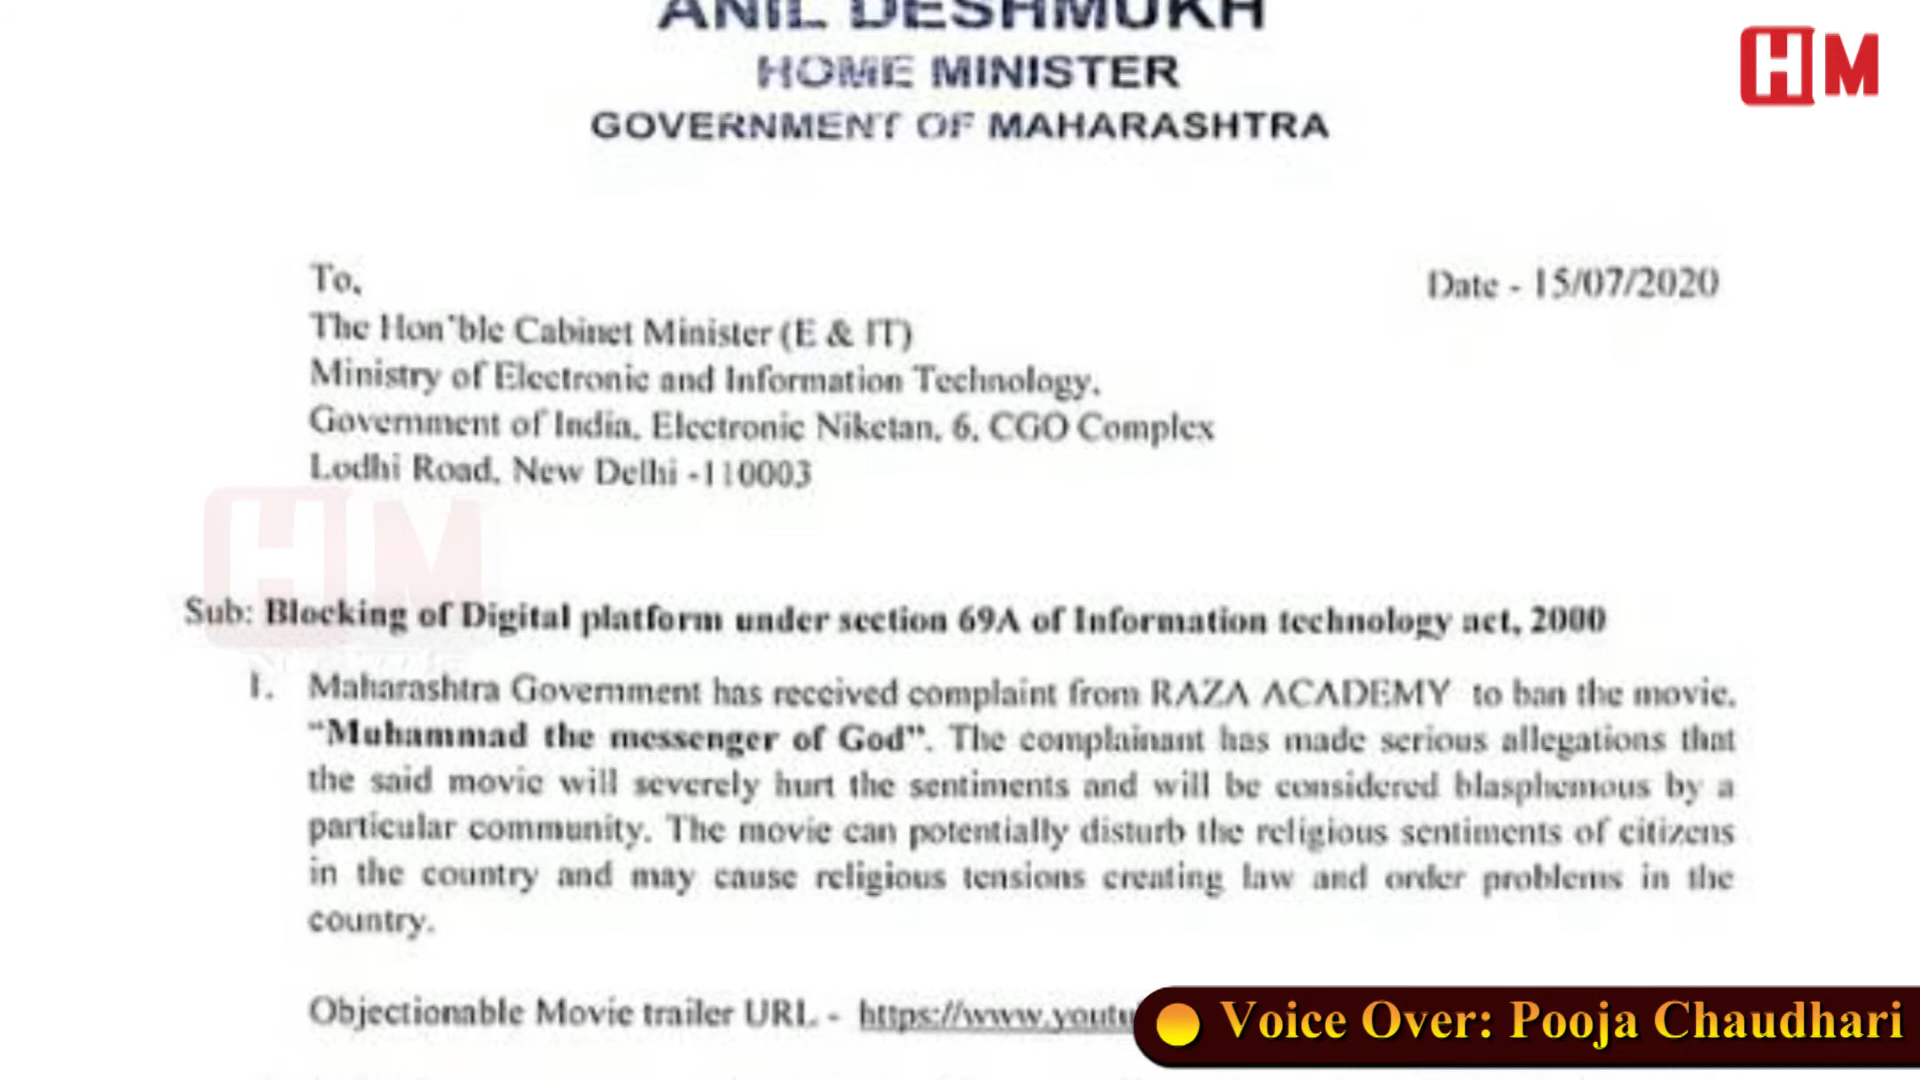 ANIL DESHMUKH
HOME MINISTER
GOVERNMENT OF MAHARASHTRA
HM
To,
Date - 15/07/2020
The Hon'ble Cabinet Minister (E & IT)
Ministry of Electronic and Information Technology,
Government of India, Electronic Niketan, 6, CGO Complex
Lodhi Road, New Delhi -110003
HM
Sub: Blocking of Digital platform under section 69A of Information technology act, 2000
1. Maharashtra Government has received complaint from RAZA ACADEMY to ban the movie,
"Muhammad the messenger of God". The complainant has made serious allegations that
the said movie will severely hurt the sentiments and will be considered blasphemous by a
particular community. The movie can potentially disturb the religious sentiments of citizens
in the country and may cause religious tensions creating law and order problems in the
country.
Objectionable Movie trailer URL - https://www.youtu
Voice Over: Pooja Chaudhari